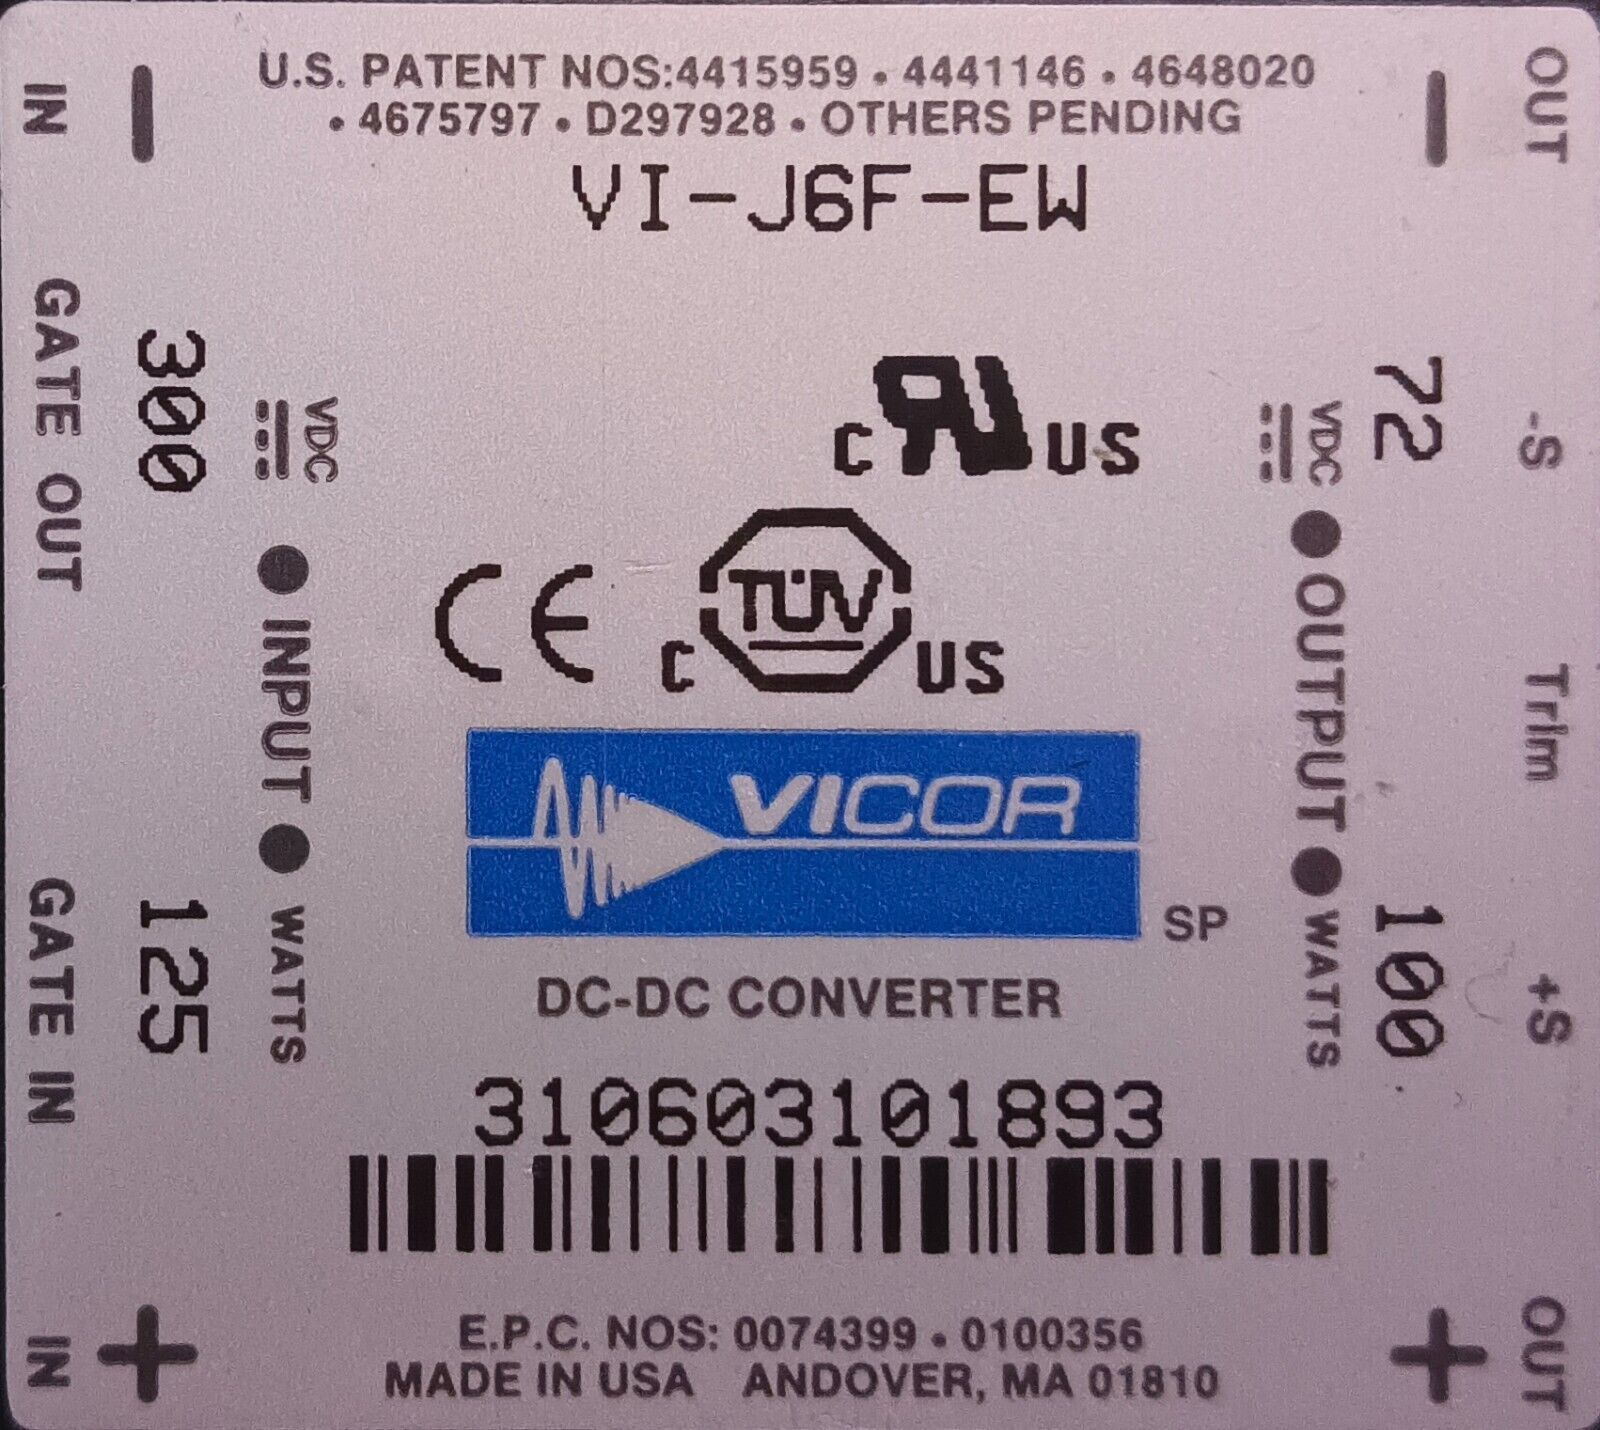 U.S. PATENT NOS:4415959 • 4441146 • 4648020
• 4675797 • D297928 • OTHERS PENDING
VI-J6F-EW
− IN
GATE OUT
GATE IN
+ IN
300
125
VDC ● INPUT ● WATTS
c RU US
CE
c TÜV US
VICOR
SP
DC-DC CONVERTER
310603101893
E.P.C. NOS: 0074399 • 0100356
MADE IN USA ANDOVER, MA 01810
VDC ● OUTPUT ● WATTS
72
100
− OUT
-S
Trim
+S
+ OUT